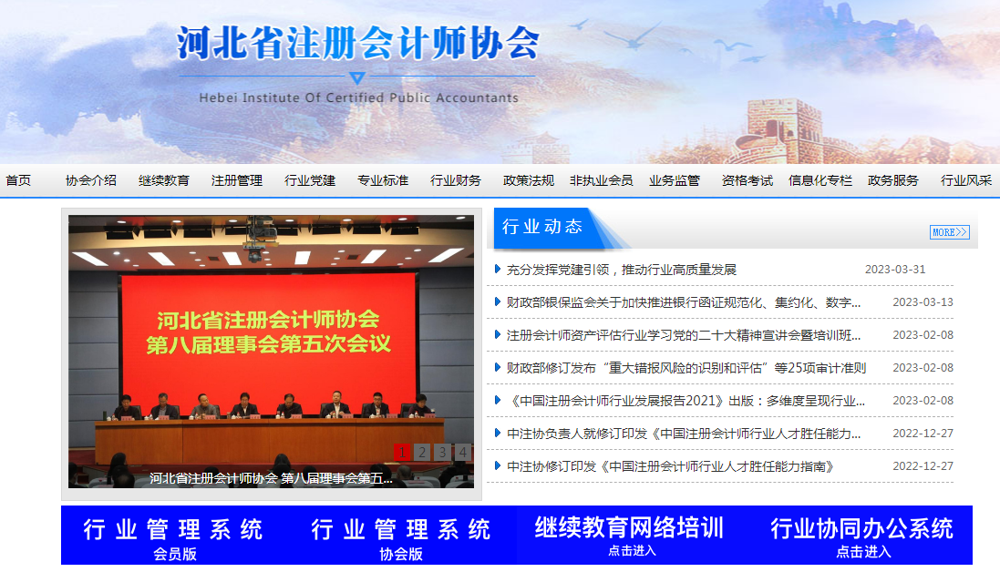 河北省注册会计师协会
Hebei Institute Of Certified Public Accountants
首页 协会介绍 继续教育 注册管理 行业党建 专业标准 行业财务 政策法规 非执业会员 业务监管 资格考试 信息化专栏 政务服务 行业风采
河北省注册会计师协会
第八届理事会第五次会议
1 2 3 4
河北省注册会计师协会 第八届理事会第五...
行业动态
MORE>>
充分发挥党建引领，推动行业高质量发展 2023-03-31
财政部银保监会关于加快推进银行函证规范化、集约化、数字... 2023-03-13
注册会计师资产评估行业学习党的二十大精神宣讲会暨培训班... 2023-02-08
财政部修订发布“重大错报风险的识别和评估”等25项审计准则 2023-02-08
《中国注册会计师行业发展报告2021》出版：多维度呈现行业... 2023-02-08
中注协负责人就修订印发《中国注册会计师行业人才胜任能力... 2022-12-27
中注协修订印发《中国注册会计师行业人才胜任能力指南》 2022-12-27
行业管理系统 行业管理系统 继续教育网络培训 行业协同办公系统
会员版 协会版 点击进入 点击进入